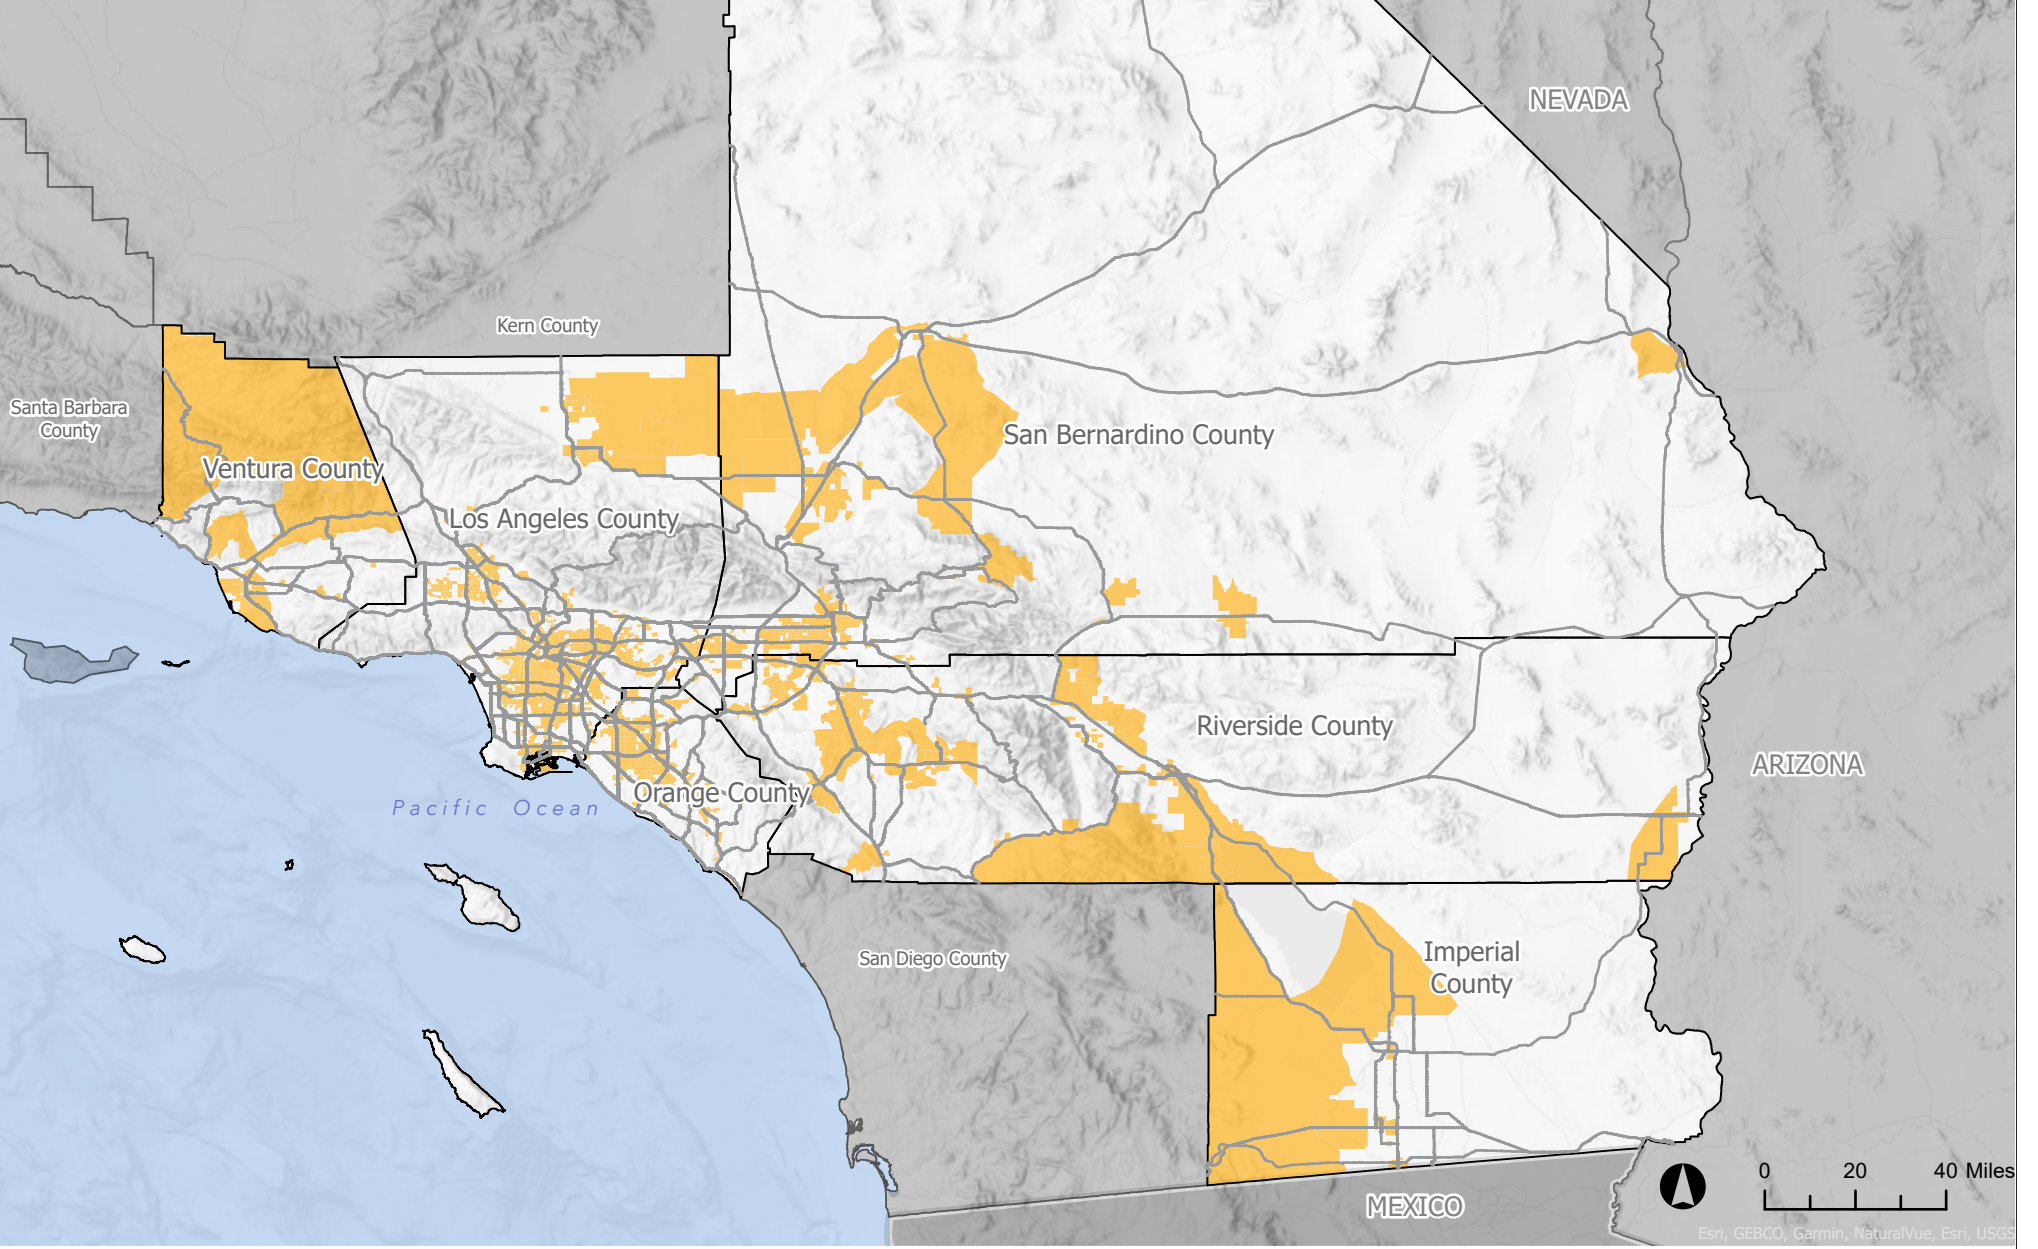 NEVADA
Kern County
Santa Barbara
County
San Bernardino County
Ventura County
Los Angeles County
Riverside County
ARIZONA
Orange County
Pacific Ocean
San Diego County
Imperial
County
0 20 40 Miles
MEXICO
Esri, GEBCO, Garmin, NaturalVue, Esri, USGS